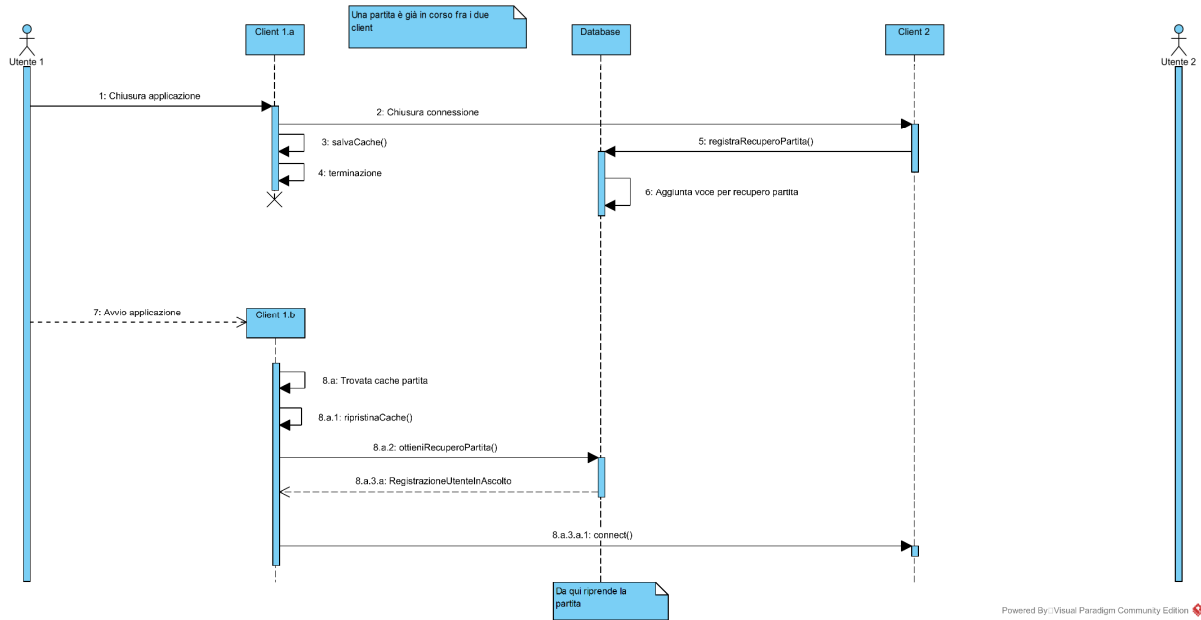 Una partita è già in corso fra i due
client
Client 1.a
Database
Client 2
Utente 1
Utente 2
1: Chiusura applicazione
2: Chiusura connessione
3: salvaCache()
5: registraRecuperoPartita()
4: terminazione
6: Aggiunta voce per recupero partita
7: Avvio applicazione
Client 1.b
8.a: Trovata cache partita
8.a.1: ripristinaCache()
8.a.2: ottieniRecuperoPartita()
8.a.3.a: RegistrazioneUtenteInAscolto
8.a.3.a.1: connect()
Da qui riprende la
partita
Powered By Visual Paradigm Community Edition